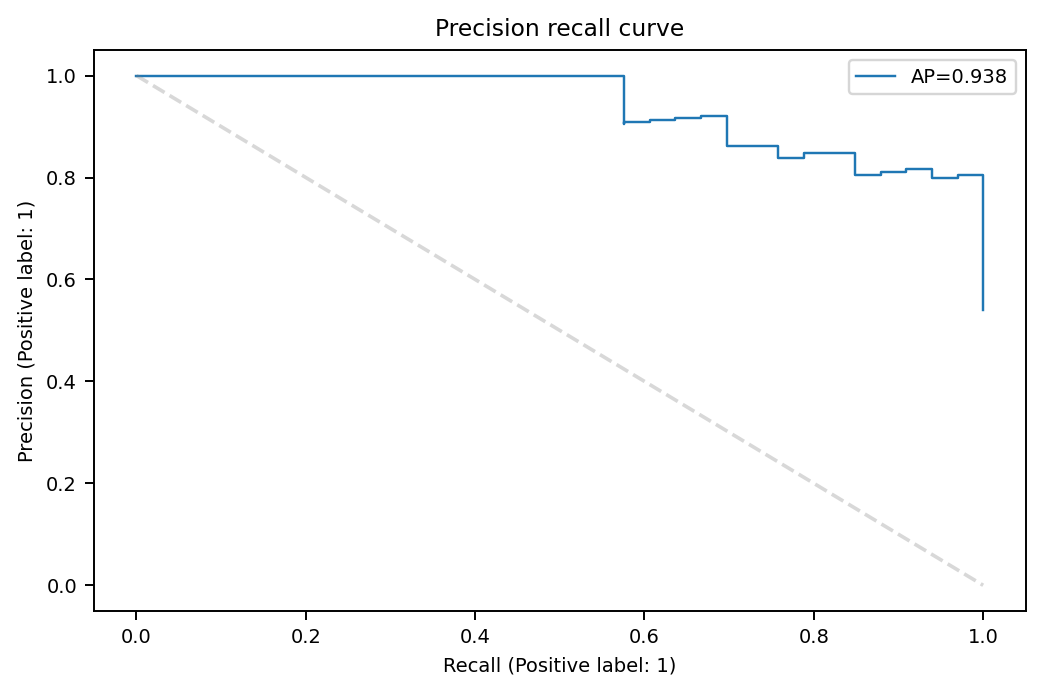 Precision recall curve
AP=0.938
Precision (Positive label: 1)
1.0
0.8
0.6
0.4
0.2
0.0
0.0 0.2 0.4 0.6 0.8 1.0
Recall (Positive label: 1)